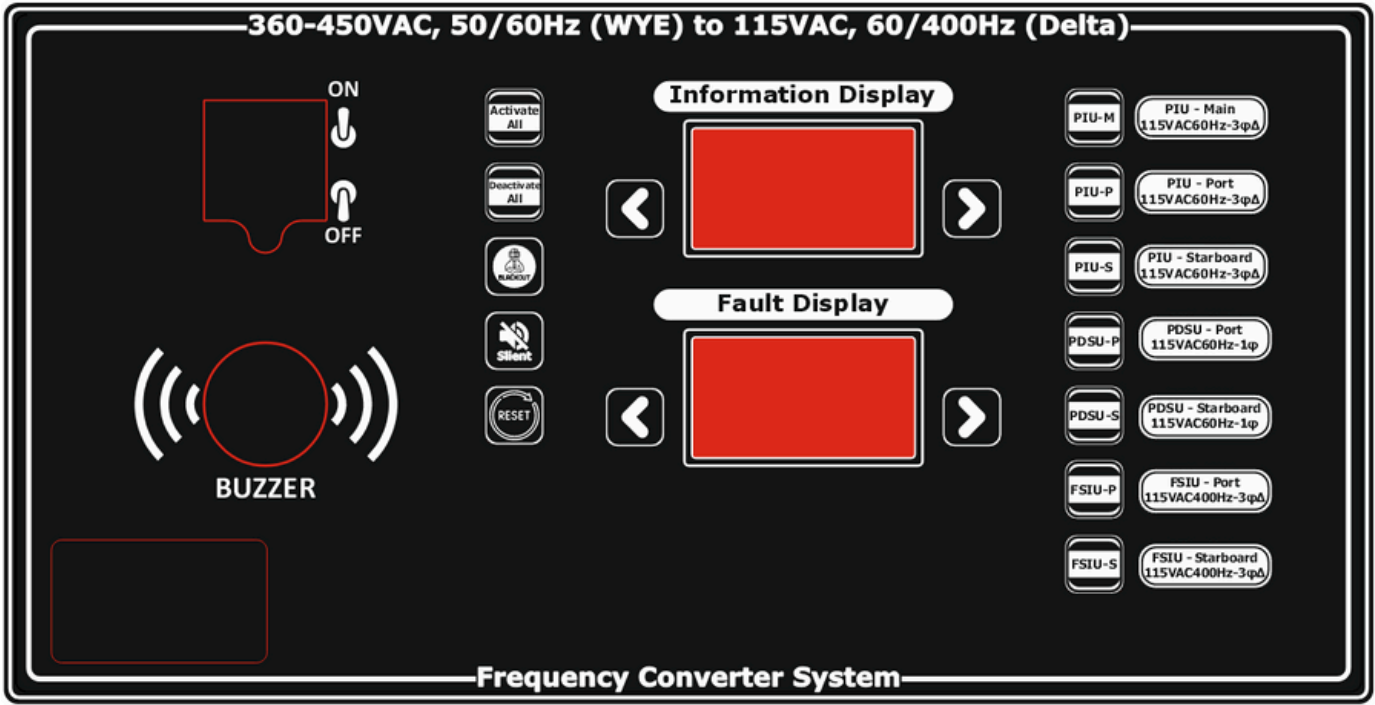 360-450VAC, 50/60Hz (WYE) to 115VAC, 60/400Hz (Delta)
ON
OFF
BUZZER
Activate
All
Deactivate
All
BLACKOUT
Slient
RESET
Information Display
Fault Display
PIU-M
PIU - Main
115VAC60Hz-3φΔ
PIU-P
PIU - Port
115VAC60Hz-3φΔ
PIU-S
PIU - Starboard
115VAC60Hz-3φΔ
PDSU-P
PDSU - Port
115VAC60Hz-1φ
PDSU-S
PDSU - Starboard
115VAC60Hz-1φ
FSIU-P
FSIU - Port
115VAC400Hz-3φΔ
FSIU-S
FSIU - Starboard
115VAC400Hz-3φΔ
Frequency Converter System